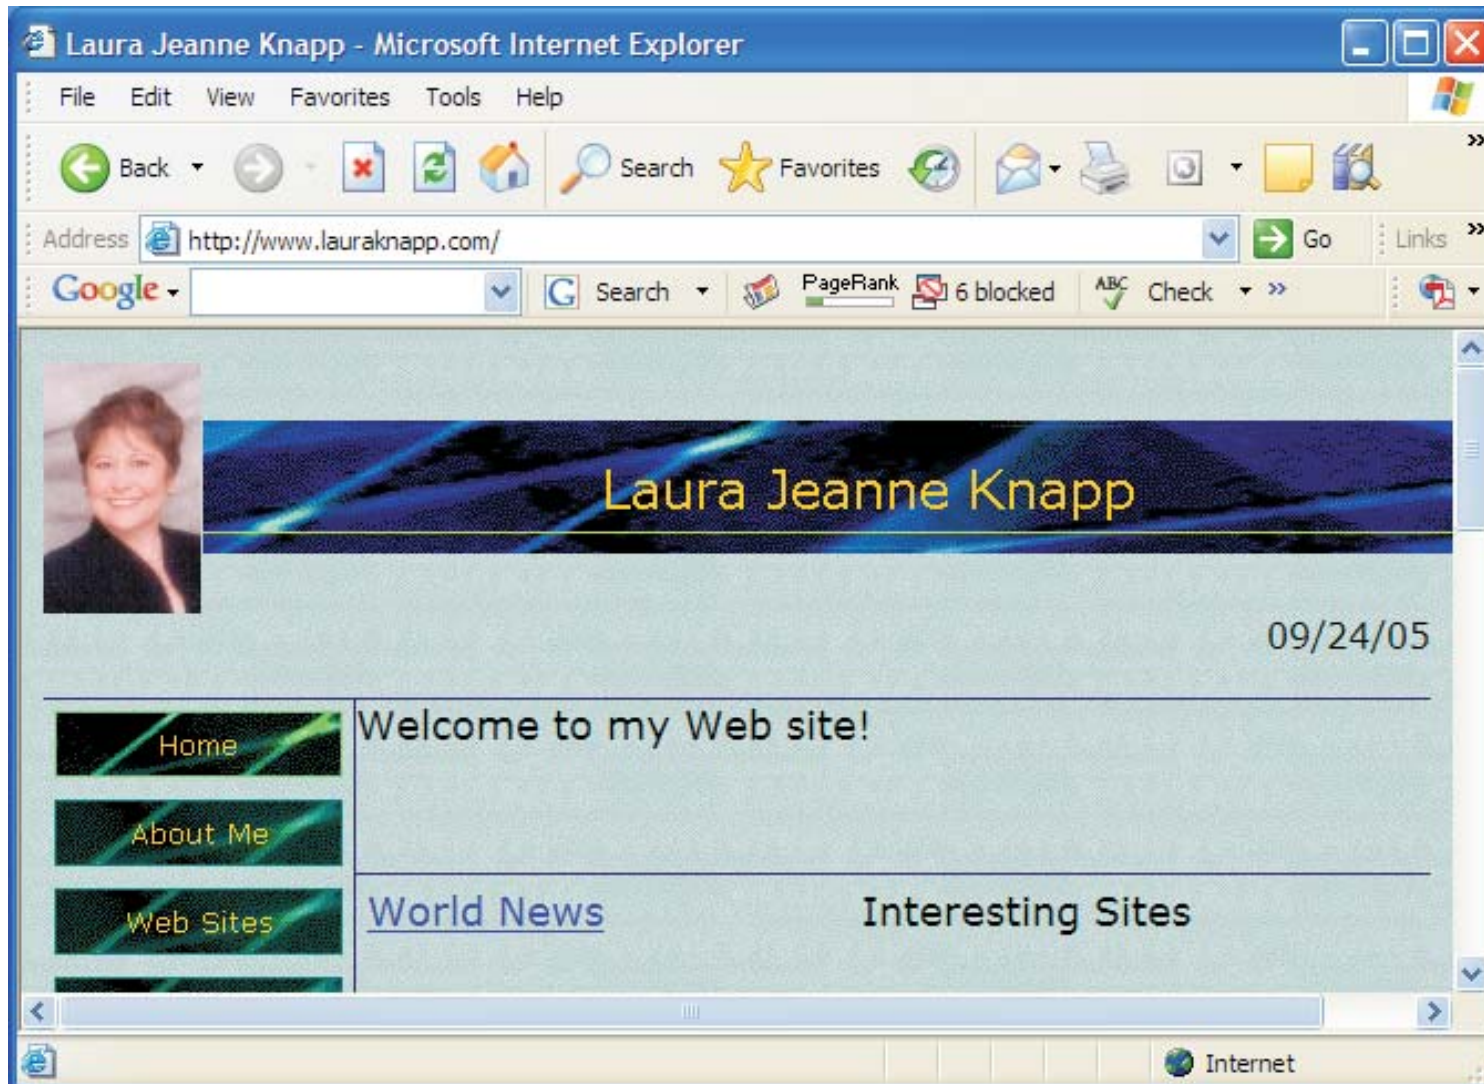 Laura Jeanne Knapp - Microsoft Internet Explorer
File Edit View Favorites Tools Help
Back Search Favorites »
Address http://www.lauraknapp.com/ Go Links »
Google G Search PageRank 6 blocked ABC Check »
Laura Jeanne Knapp
09/24/05
Home
Welcome to my Web site!
About Me
Web Sites
World News Interesting Sites
Internet